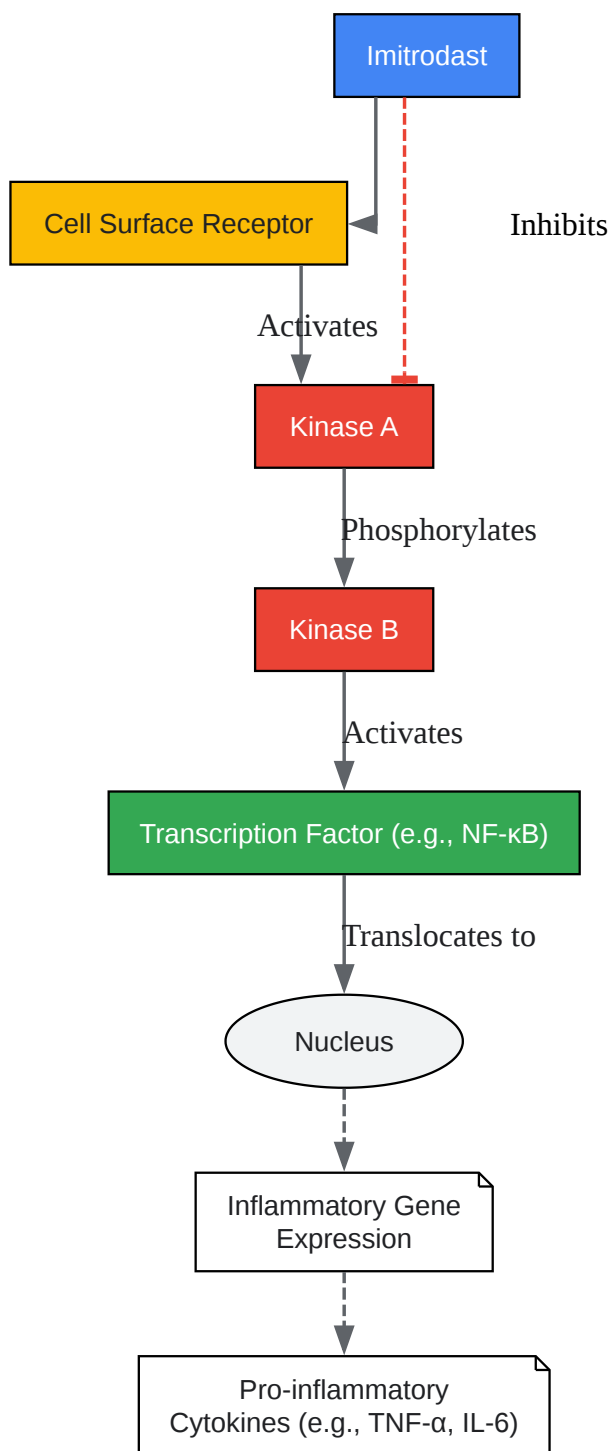 Imitrodast
Cell Surface Receptor
Inhibits
Activates
Kinase A
Phosphorylates
Kinase B
Activates
Transcription Factor (e.g., NF-κB)
Translocates to
Nucleus
Inflammatory Gene
Expression
Pro-inflammatory
Cytokines (e.g., TNF-α, IL-6)